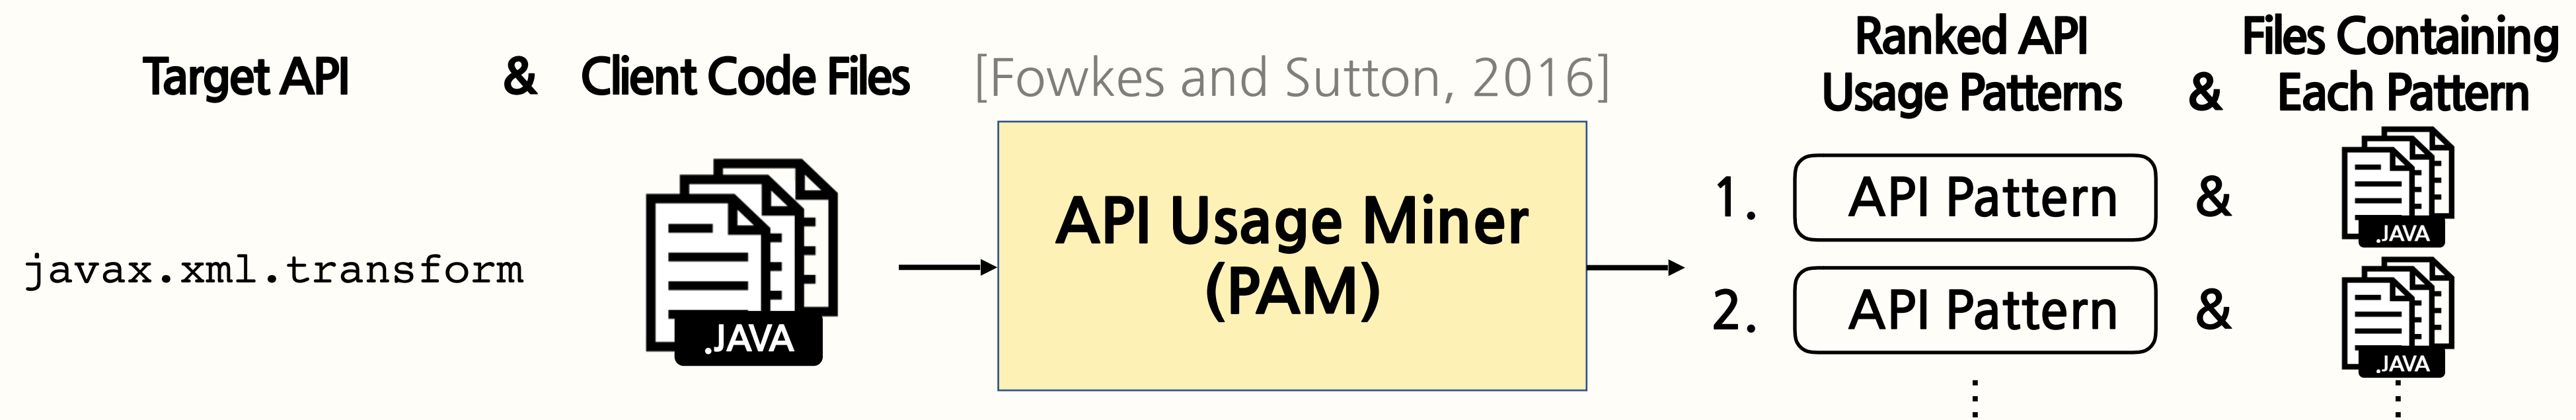 Target API & Client Code Files
[Fowkes and Sutton, 2016]
Ranked API
Usage Patterns
&
Files Containing
Each Pattern
javax.xml.transform
.JAVA
API Usage Miner
(PAM)
1. API Pattern &
.JAVA
2. API Pattern &
.JAVA